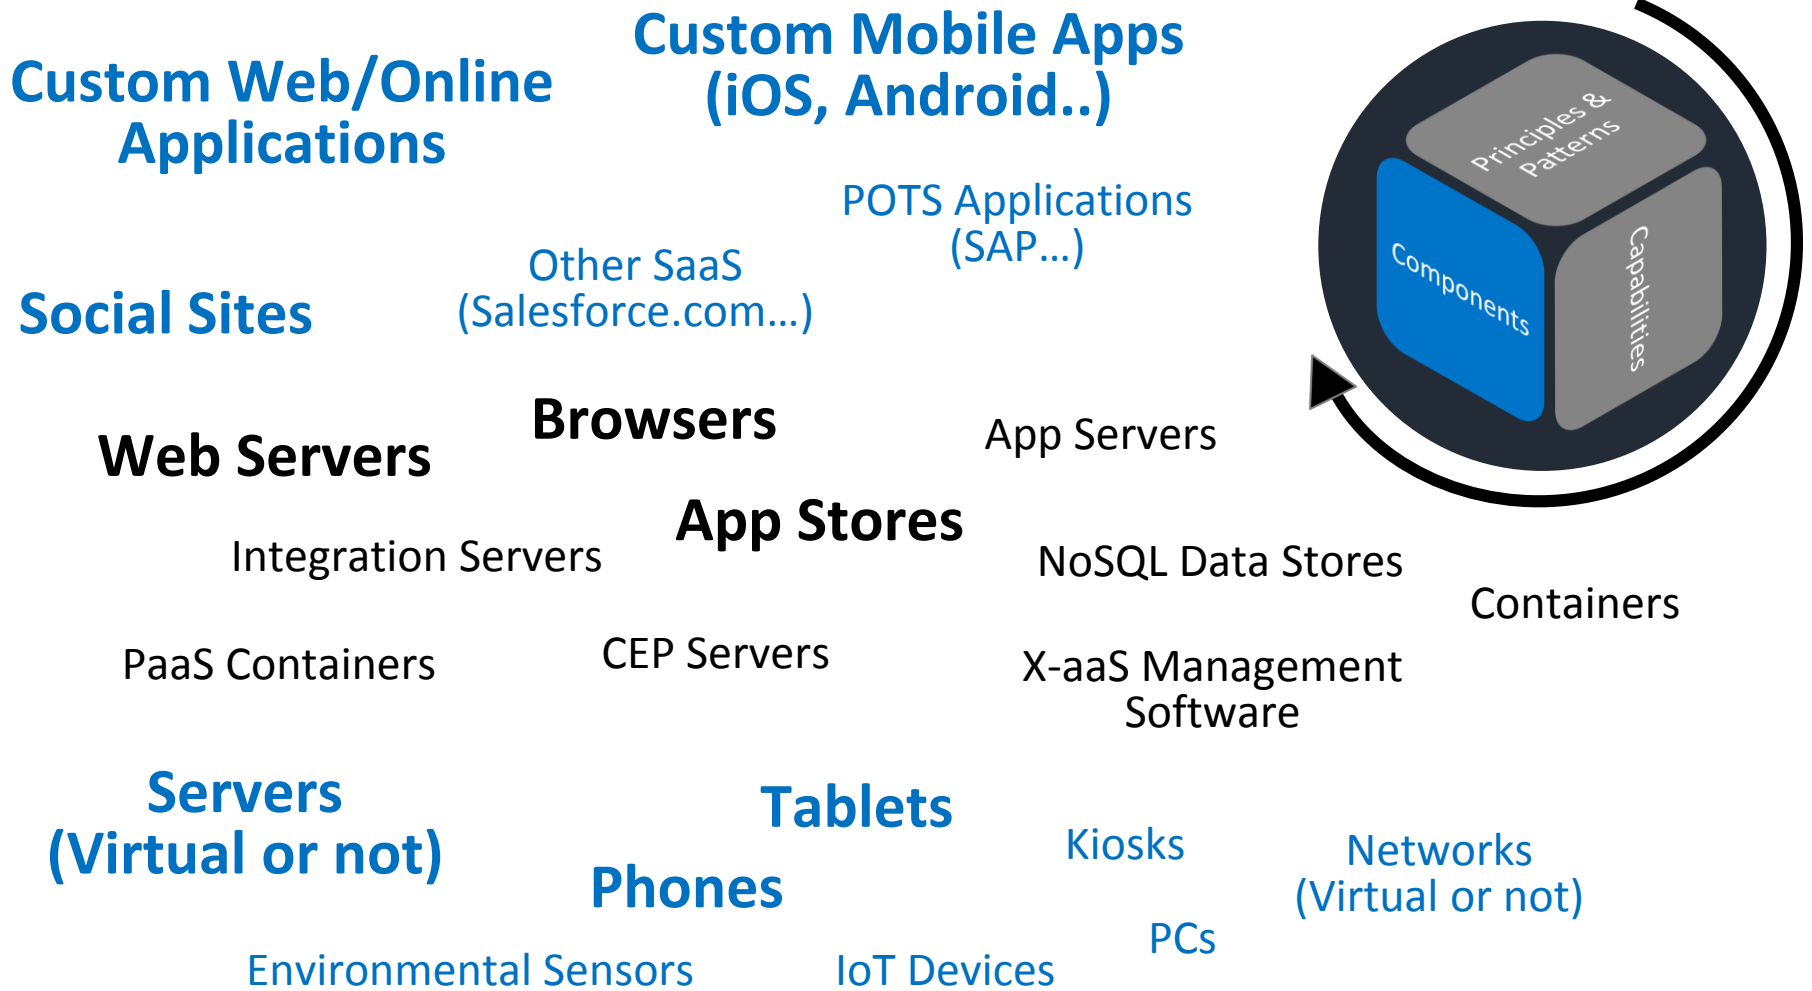 Custom Mobile Apps
(iOS, Android..)
Custom Web/Online
Applications
Principles &
Patterns
Components
Capabilities
POTS Applications
(SAP…)
Other SaaS
(Salesforce.com…)
Social Sites
Browsers
Web Servers
App Servers
App Stores
Integration Servers
NoSQL Data Stores
Containers
PaaS Containers
CEP Servers
X-aaS Management
Software
Servers
(Virtual or not)
Tablets
Phones
Kiosks
Networks
(Virtual or not)
PCs
Environmental Sensors
IoT Devices